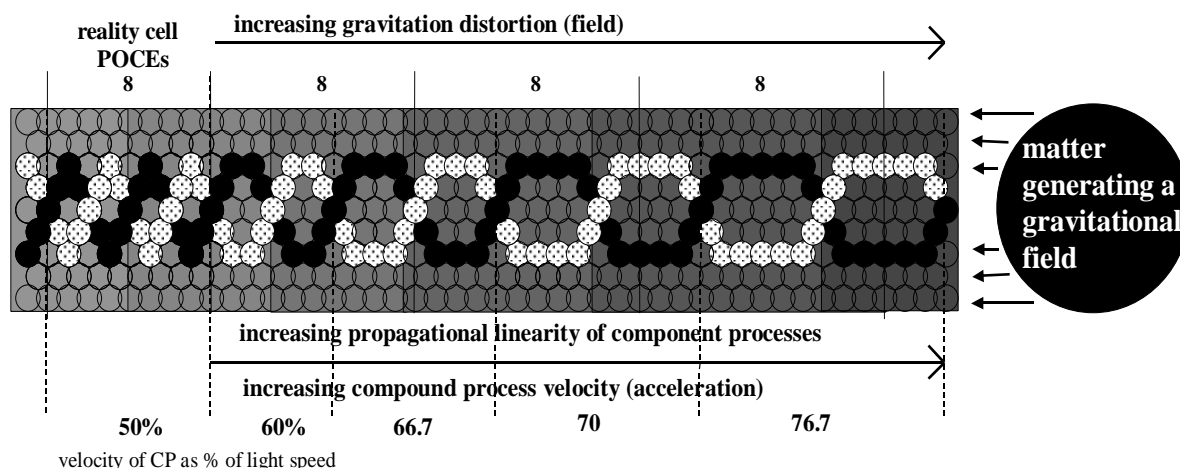 increasing gravitation distortion (field)
reality cell
POCEs
8 8 8 8
matter
generating a
gravitational
field
increasing propagational linearity of component processes
increasing compound process velocity (acceleration)
50% 60% 66.7 70 76.7
velocity of CP as % of light speed